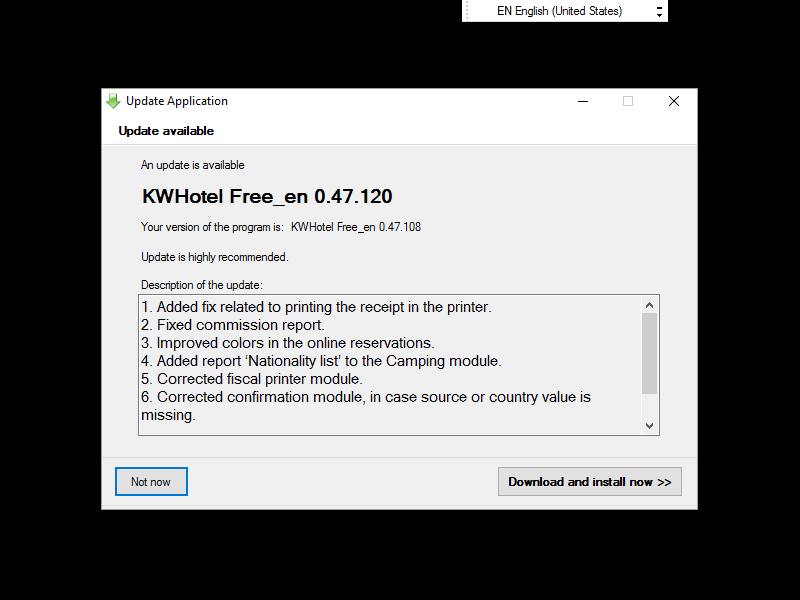 EN English (United States)
Update Application
Update available
An update is available
KWHotel Free_en 0.47.120
Your version of the program is: KWHotel Free_en 0.47.108
Update is highly recommended.
Description of the update:
1. Added fix related to printing the receipt in the printer.
2. Fixed commission report.
3. Improved colors in the online reservations.
4. Added report ‘Nationality list’ to the Camping module.
5. Corrected fiscal printer module.
6. Corrected confirmation module, in case source or country value is
missing.
Not now
Download and install now >>